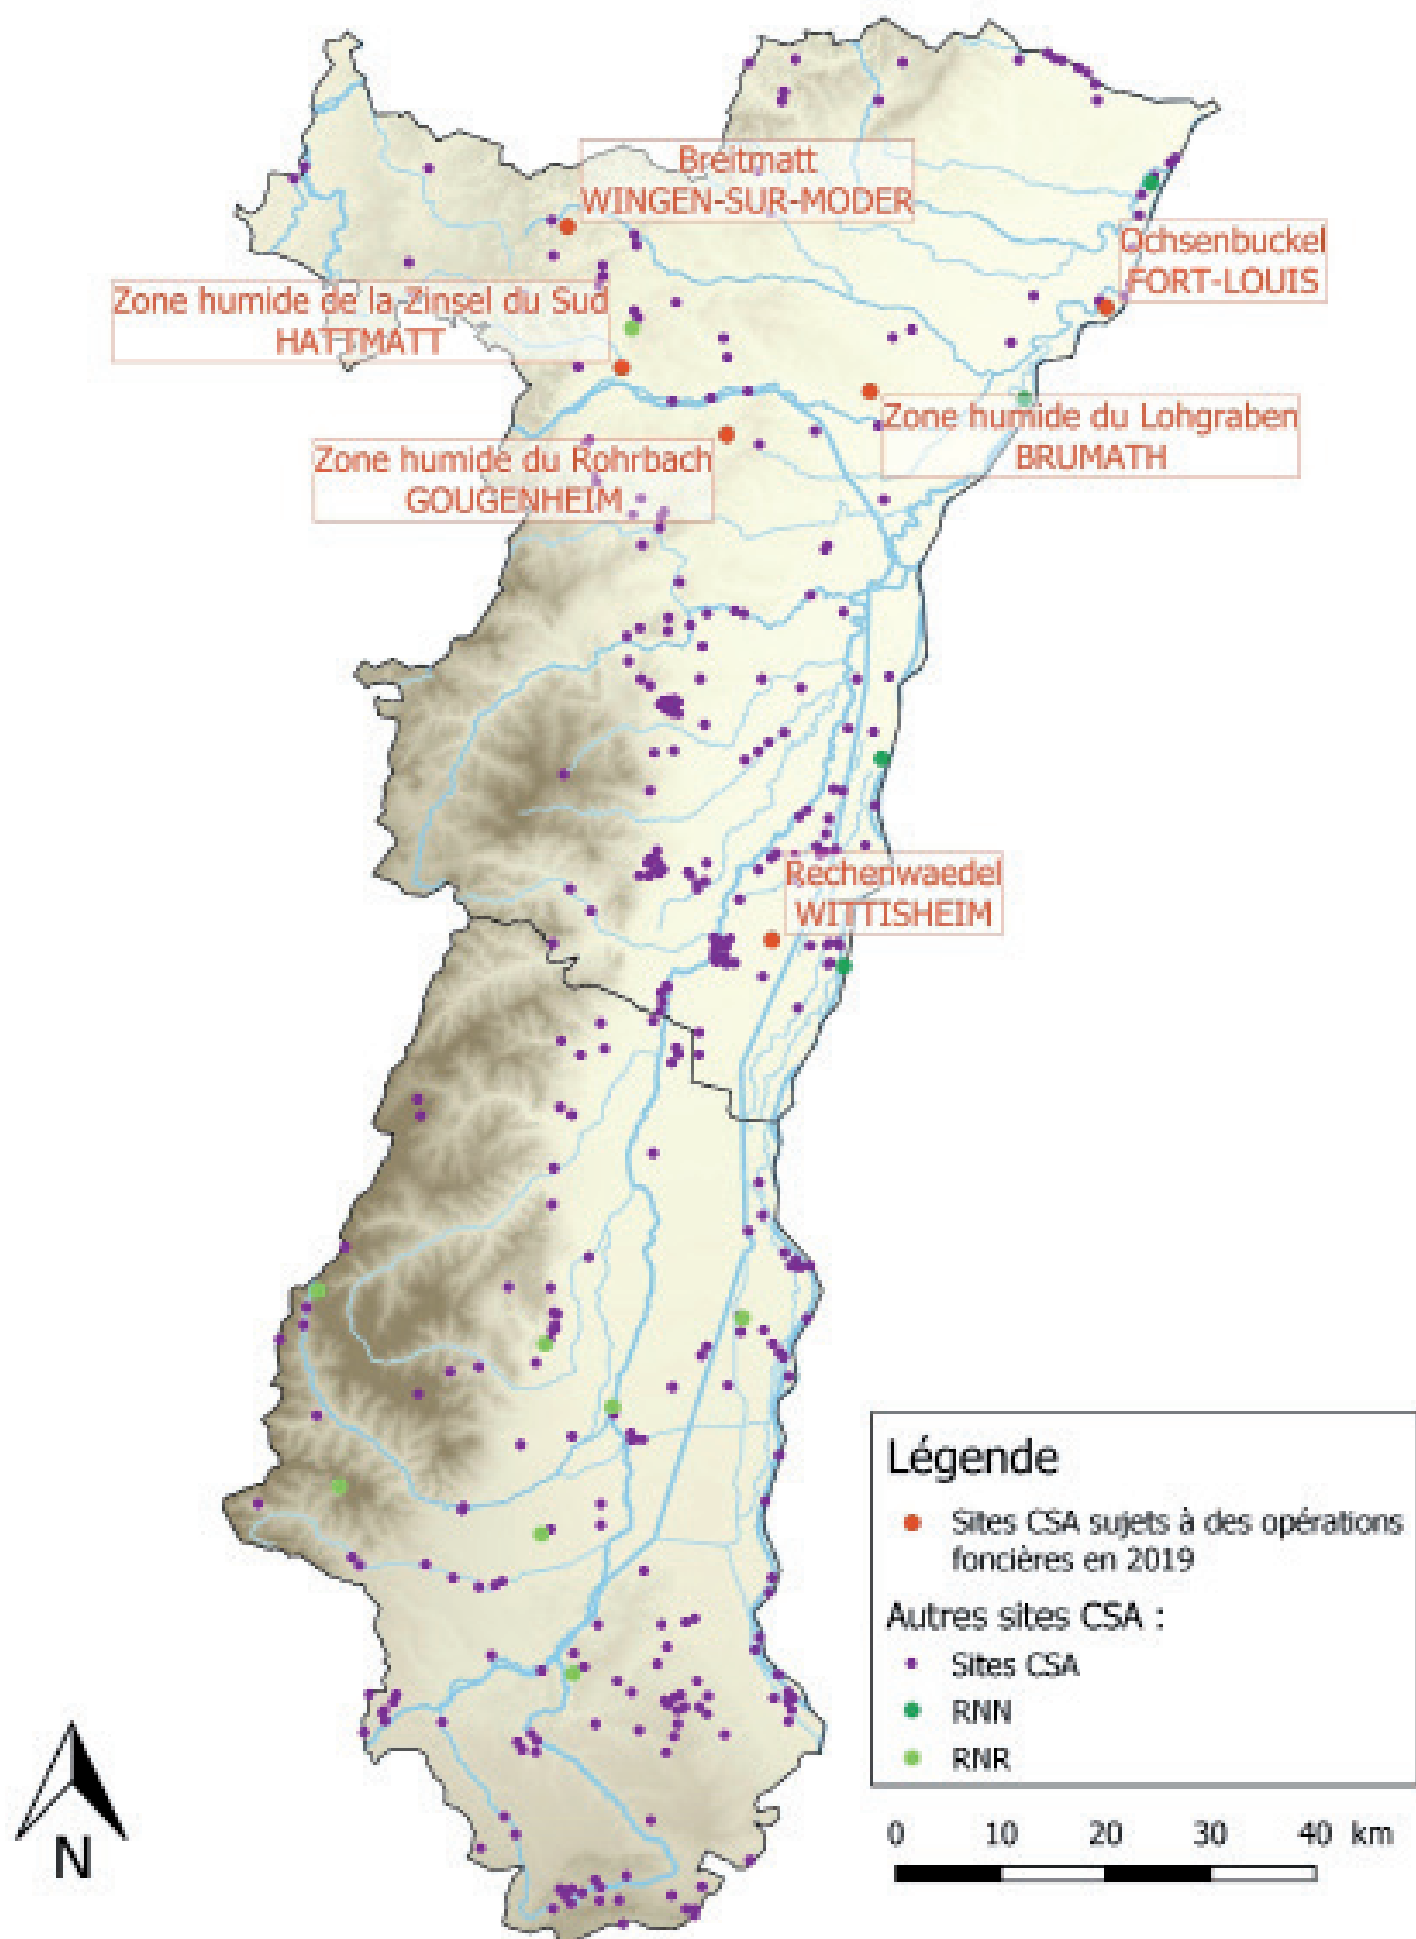 Breitmatt
WINGEN-SUR-MODER
Ochsenbuckel
FORT-LOUIS
Zone humide de la Zinsel du Sud
HATTMATT
Zone humide du Lohgraben
BRUMATH
Zone humide du Rohrbach
GOUGENHEIM
Rechenwaedel
WITTISHEIM
Légende
Sites CSA sujets à des opérations
foncières en 2019
Autres sites CSA :
Sites CSA
RNN
RNR
N
0 10 20 30 40 km